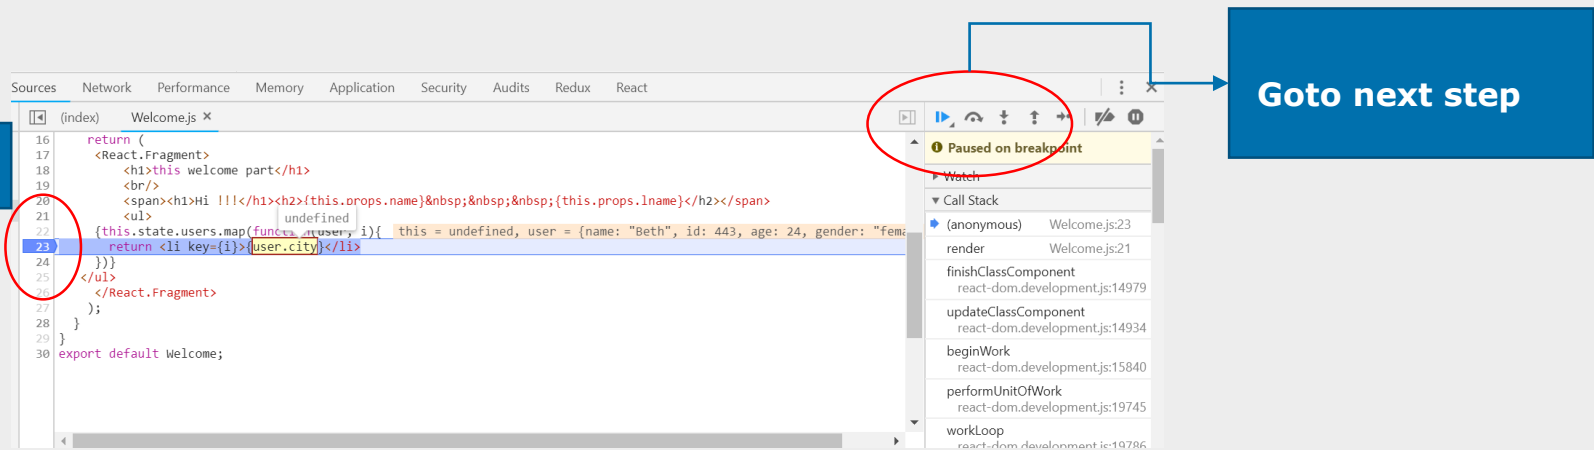 Goto next step
Sources Network Performance Memory Application Security Audits Redux React
(index) Welcome.js ×
16 return (
17 <React.Fragment>
18 <h1>this welcome part</h1>
19 <br/>
20 <span><h1>Hi !!!</h1><h2>{this.props.name}&nbsp;&nbsp;&nbsp;{this.props.lname}</h2></span>
21 <ul>
undefined
22 {this.state.users.map(function(user, i){ this = undefined, user = {name: "Beth", id: 443, age: 24, gender: "fema
23 return <li key={i}>{user.city}</li>
24 })}
25 </ul>
26 </React.Fragment>
27 );
28 }
29 }
30 export default Welcome;
Paused on breakpoint
Watch
Call Stack
(anonymous) Welcome.js:23
render Welcome.js:21
finishClassComponent
react-dom.development.js:14979
updateClassComponent
react-dom.development.js:14934
beginWork
react-dom.development.js:15840
performUnitOfWork
react-dom.development.js:19745
workLoop
react-dom.development.js:19786